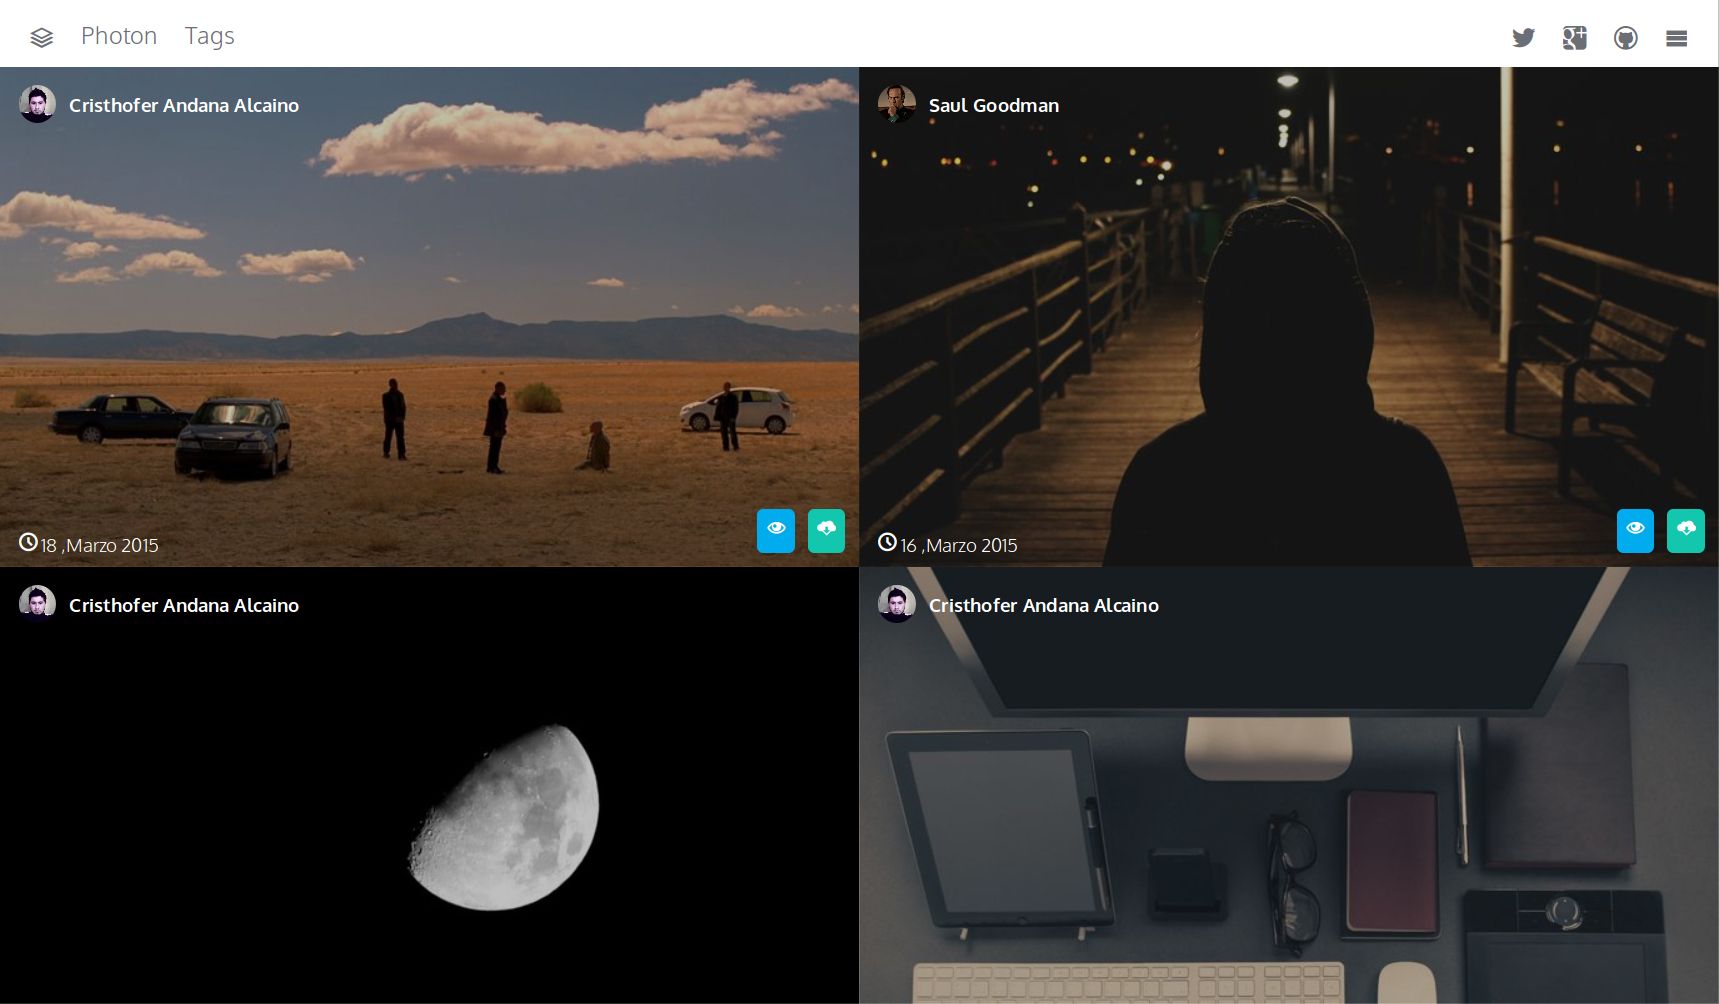 Photon Tags
Cristhofer Andana Alcaino
Saul Goodman
18 ,Marzo 2015
16 ,Marzo 2015
Cristhofer Andana Alcaino
Cristhofer Andana Alcaino